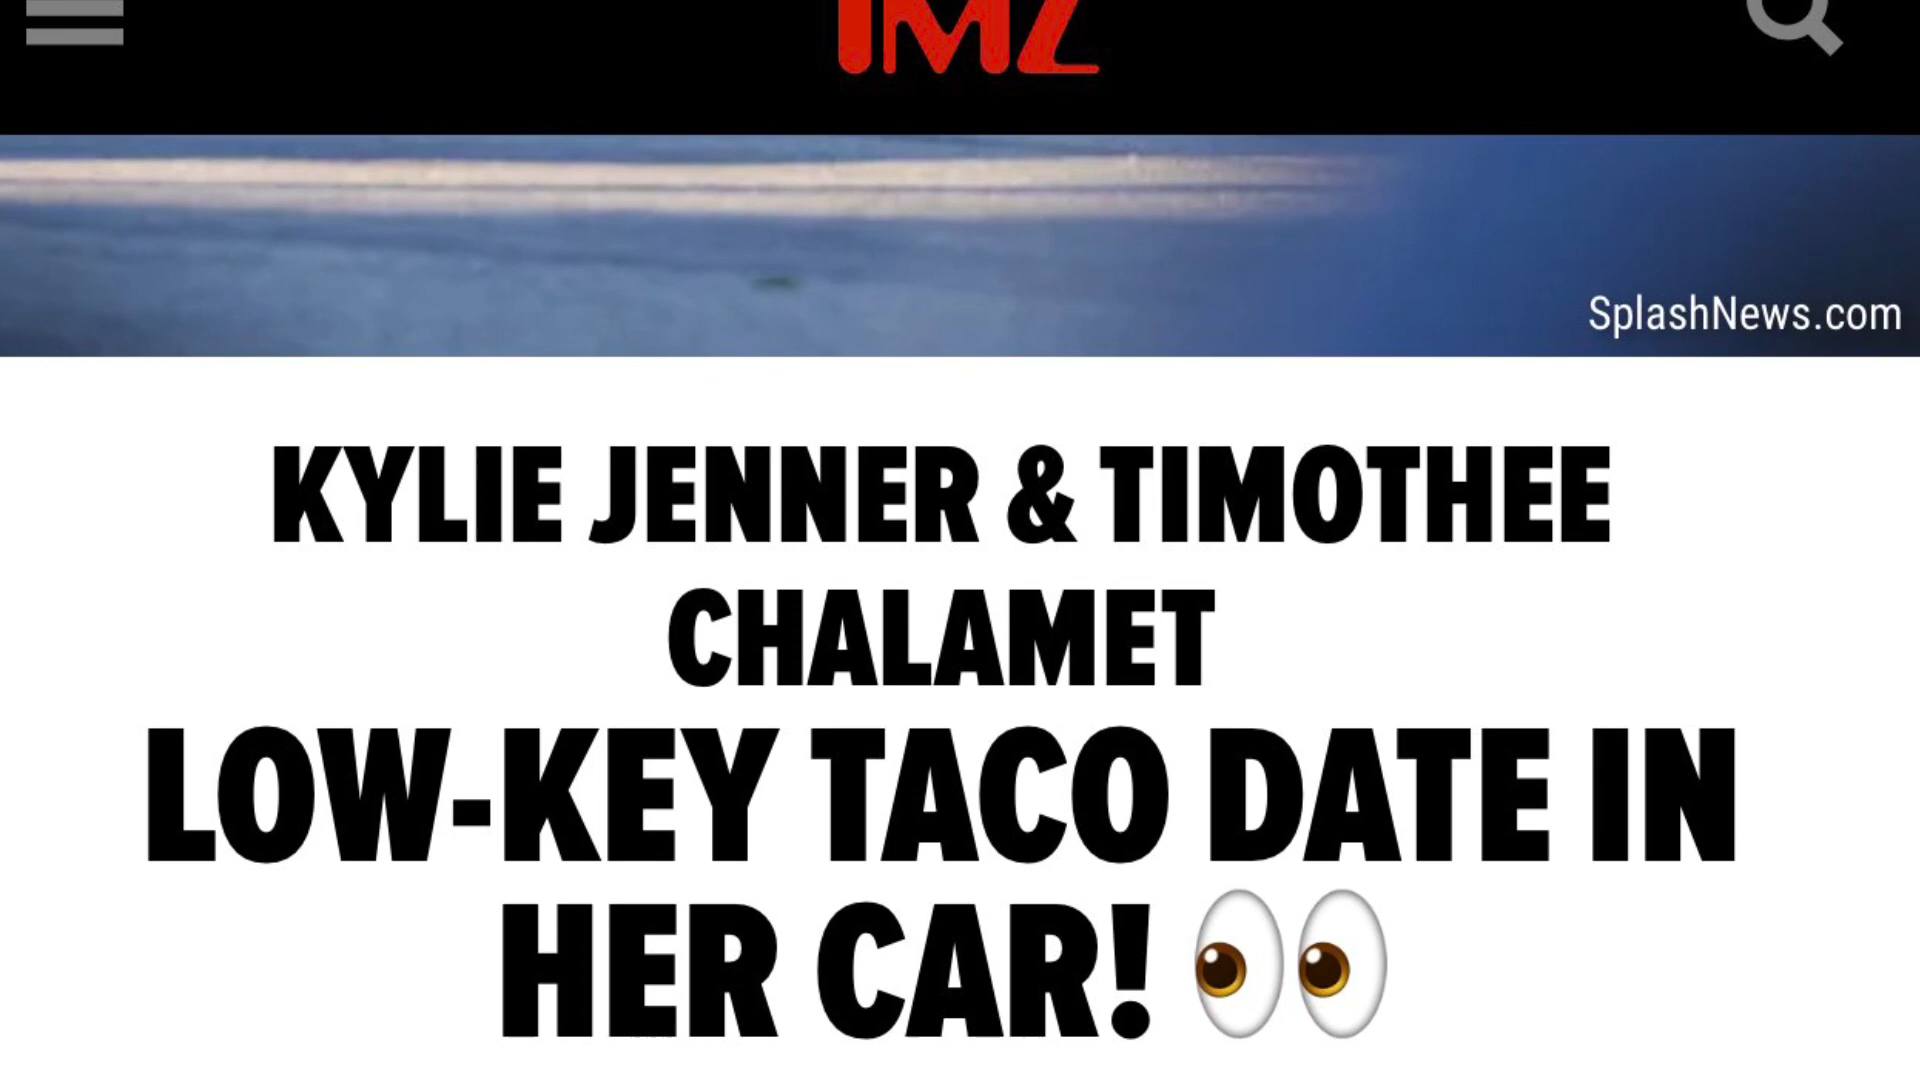 TMZ
SplashNews.com
KYLIE JENNER & TIMOTHEE
CHALAMET
LOW-KEY TACO DATE IN
HER CAR! 👀